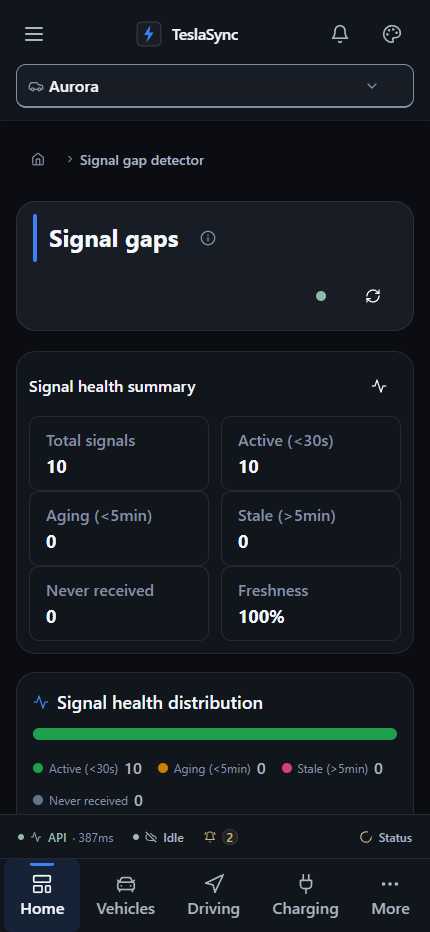 TeslaSync
Aurora
Signal gap detector
Signal gaps
Signal health summary
Total signals
10
Active (<30s)
10
Aging (<5min)
0
Stale (>5min)
0
Never received
0
Freshness
100%
Signal health distribution
Active (<30s) 10 Aging (<5min) 0 Stale (>5min) 0
Never received 0
API · 387ms Idle 2 Status
Home Vehicles Driving Charging More